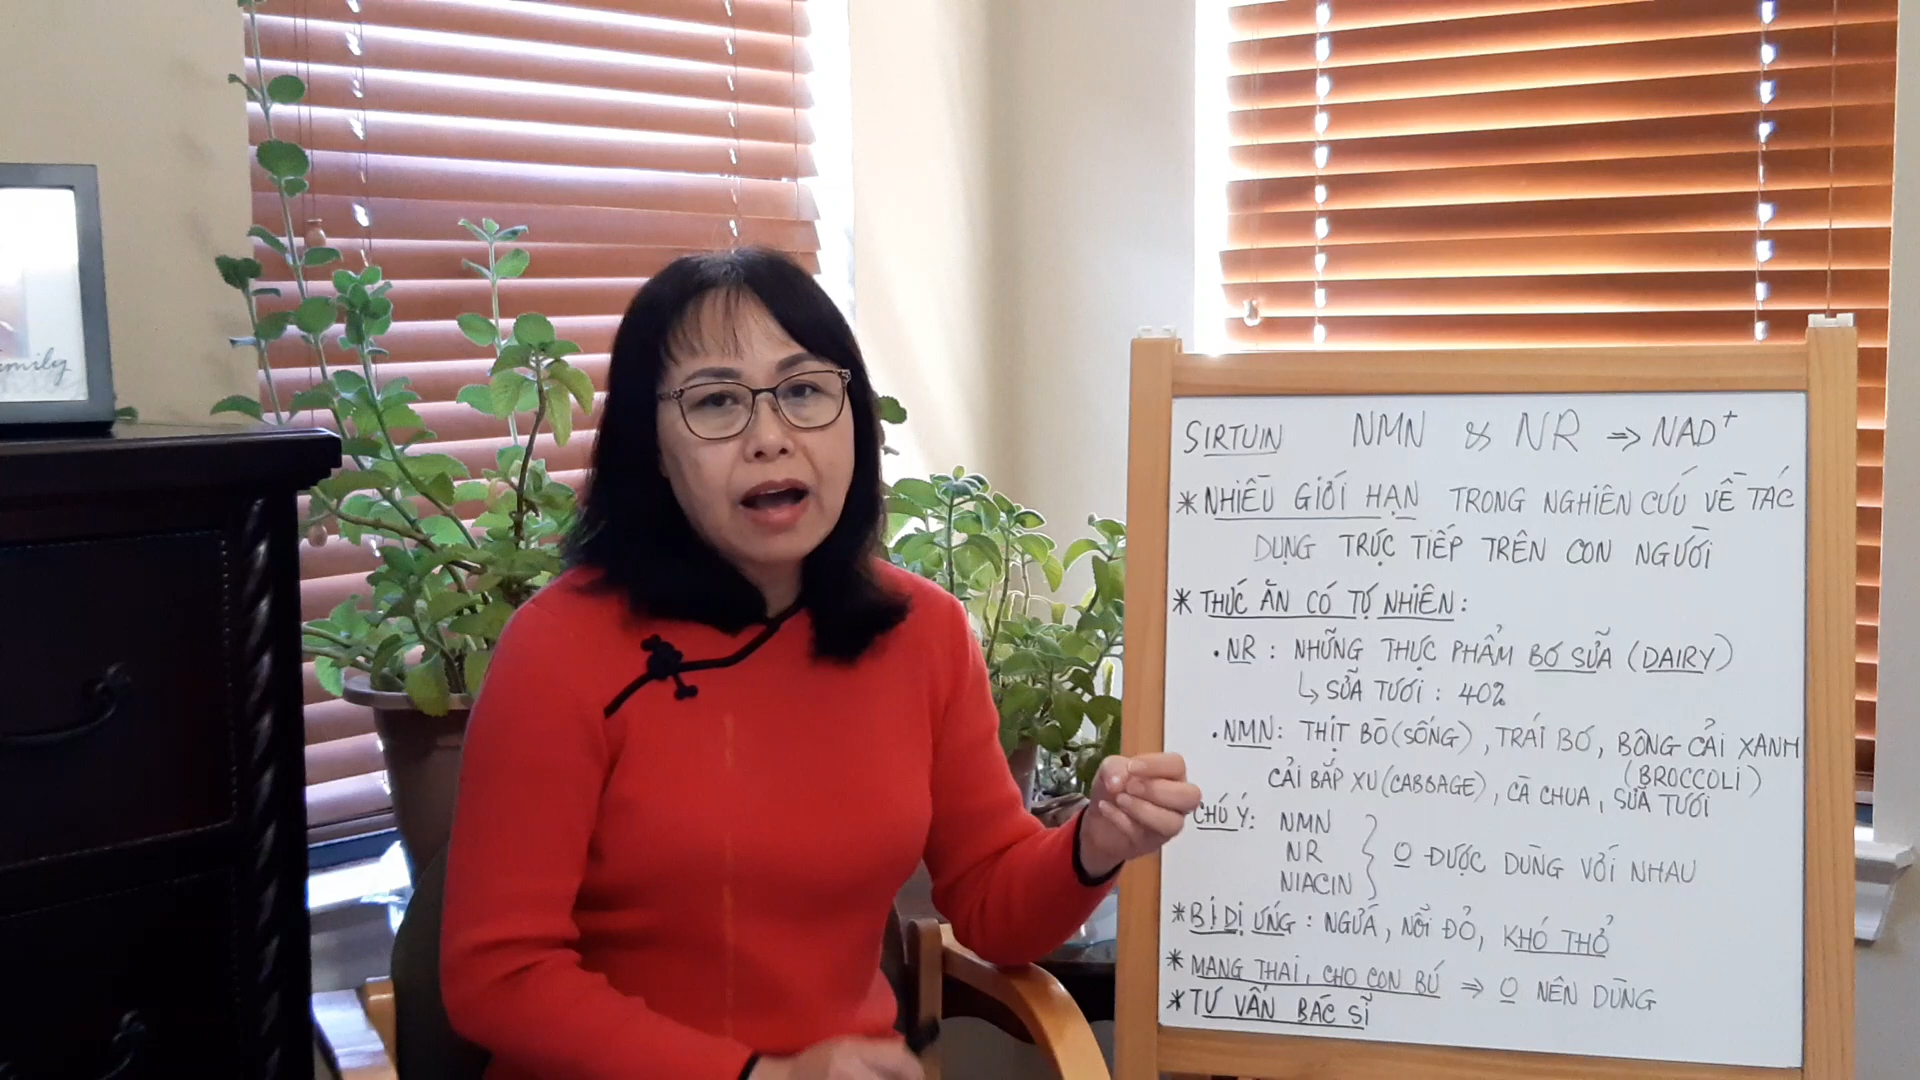 emily
SIRTUIN NMN & NR ⇒ NAD+
* NHIỀU GIỚI HẠN TRONG NGHIÊN CỨU VỀ TÁC
DỤNG TRỰC TIẾP TRÊN CON NGƯỜI
* THỨC ĂN CÓ TỰ NHIÊN:
• NR: NHỮNG THỰC PHẨM BƠ SỮA (DAIRY)
↳ SỮA TƯƠI: 40%
• NMN: THỊT BÒ (SỐNG), TRÁI BƠ, BÔNG CẢI XANH
(BROCCOLI)
CẢI BẮP XU (CABBAGE), CÀ CHUA, SỮA TƯƠI
CHÚ Ý: NMN
NR
NIACIN
} O ĐƯỢC DÙNG VỚI NHAU
* BỊ DỊ ỨNG: NGỨA, NỔI ĐỎ, KHÓ THỞ
* MANG THAI, CHO CON BÚ ⇒ O NÊN DÙNG
* TƯ VẤN BÁC SĨ